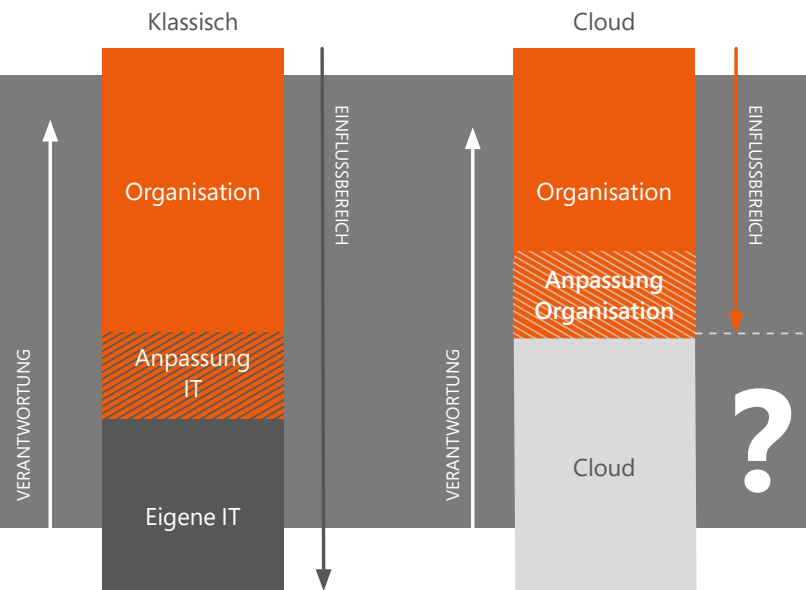 Klassisch
Organisation
Anpassung
IT
Eigene IT
VERANTWORTUNG
EINFLUSSBEREICH
Cloud
Organisation
Anpassung
Organisation
Cloud
VERANTWORTUNG
EINFLUSSBEREICH
?